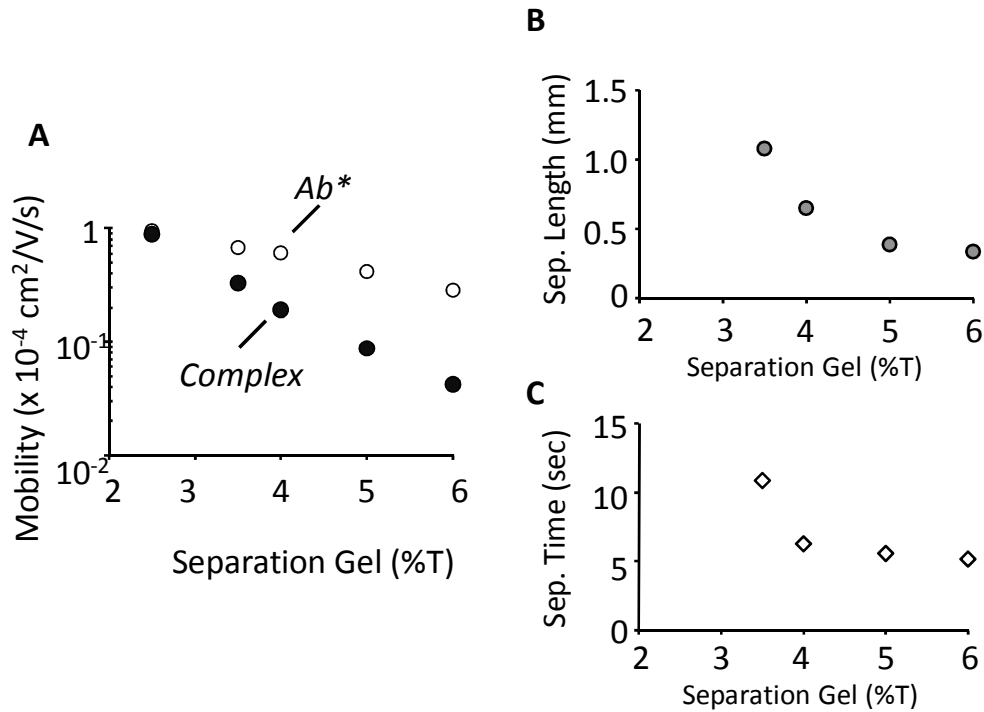 A
Mobility (x 10⁻⁴ cm²/V/s)
1
10⁻¹
10⁻²
2 3 4 5 6
Separation Gel (%T)
Ab*
Complex
B
Sep. Length (mm)
1.5
1.0
0.5
0
2 3 4 5 6
Separation Gel (%T)
C
Sep. Time (sec)
15
10
5
0
2 3 4 5 6
Separation Gel (%T)